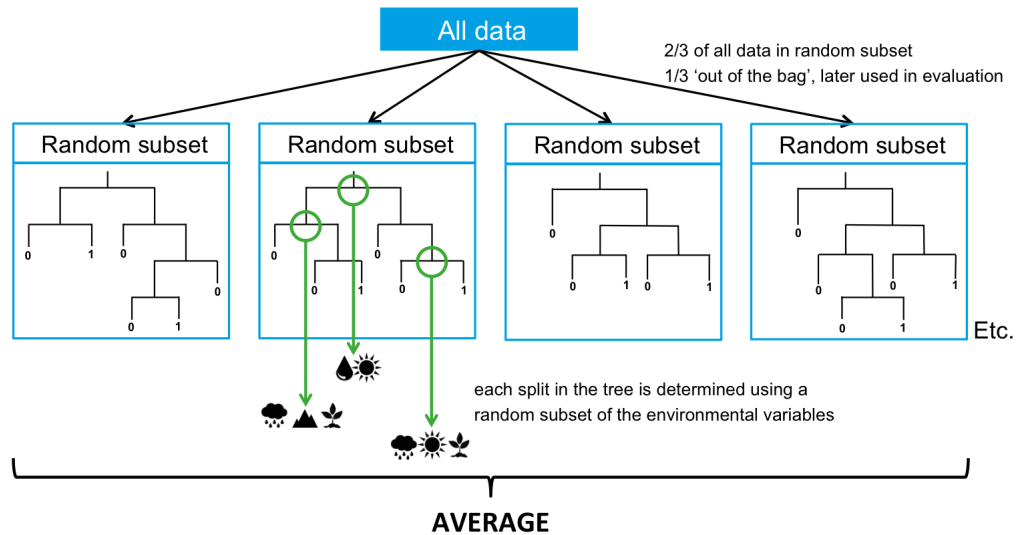 All data
2/3 of all data in random subset
1/3 ‘out of the bag’, later used in evaluation
Random subset
Random subset
Random subset
Random subset
0 1 0 0 0 1
0 0 1 0 0 1
0 0 1 0 1
0 0 0 1 0 1
Etc.
each split in the tree is determined using a
random subset of the environmental variables
AVERAGE